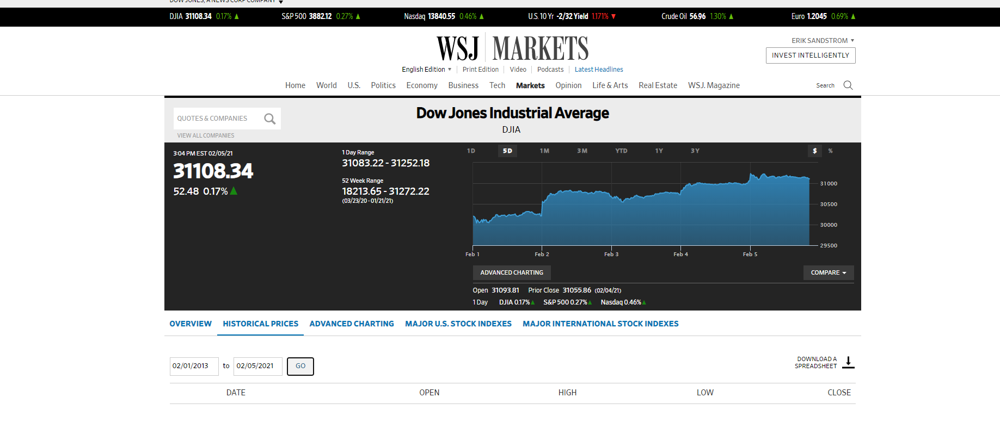 DOW JONES, A NEWS CORP COMPANY
DJIA 31108.34 0.17% S&P 500 3882.12 0.27% Nasdaq 13840.55 0.46% U.S. 10 Yr -2/32 Yield 1.171% Crude Oil 56.96 1.30% Euro 1.2045 0.69%
WSJ MARKETS
ERIK SANDSTROM
INVEST INTELLIGENTLY
English Edition Print Edition Video Podcasts Latest Headlines
Home World U.S. Politics Economy Business Tech Markets Opinion Life & Arts Real Estate WSJ. Magazine Search
QUOTES & COMPANIES
VIEW ALL COMPANIES
Dow Jones Industrial Average
DJIA
3:04 PM EST 02/05/21
31108.34
52.48 0.17%
1 Day Range
31083.22 - 31252.18
52 Week Range
18213.65 - 31272.22
(03/23/20 - 01/21/21)
1D 5D 1M 3M YTD 1Y 3Y $ %
31000
30500
30000
29500
Feb 1 Feb 2 Feb 3 Feb 4 Feb 5
ADVANCED CHARTING COMPARE
Open 31093.81 Prior Close 31055.86 (02/04/21)
1 Day DJIA 0.17% S&P 500 0.27% Nasdaq 0.46%
OVERVIEW HISTORICAL PRICES ADVANCED CHARTING MAJOR U.S. STOCK INDEXES MAJOR INTERNATIONAL STOCK INDEXES
02/01/2013 to 02/05/2021 GO
DOWNLOAD A
SPREADSHEET
DATE OPEN HIGH LOW CLOSE